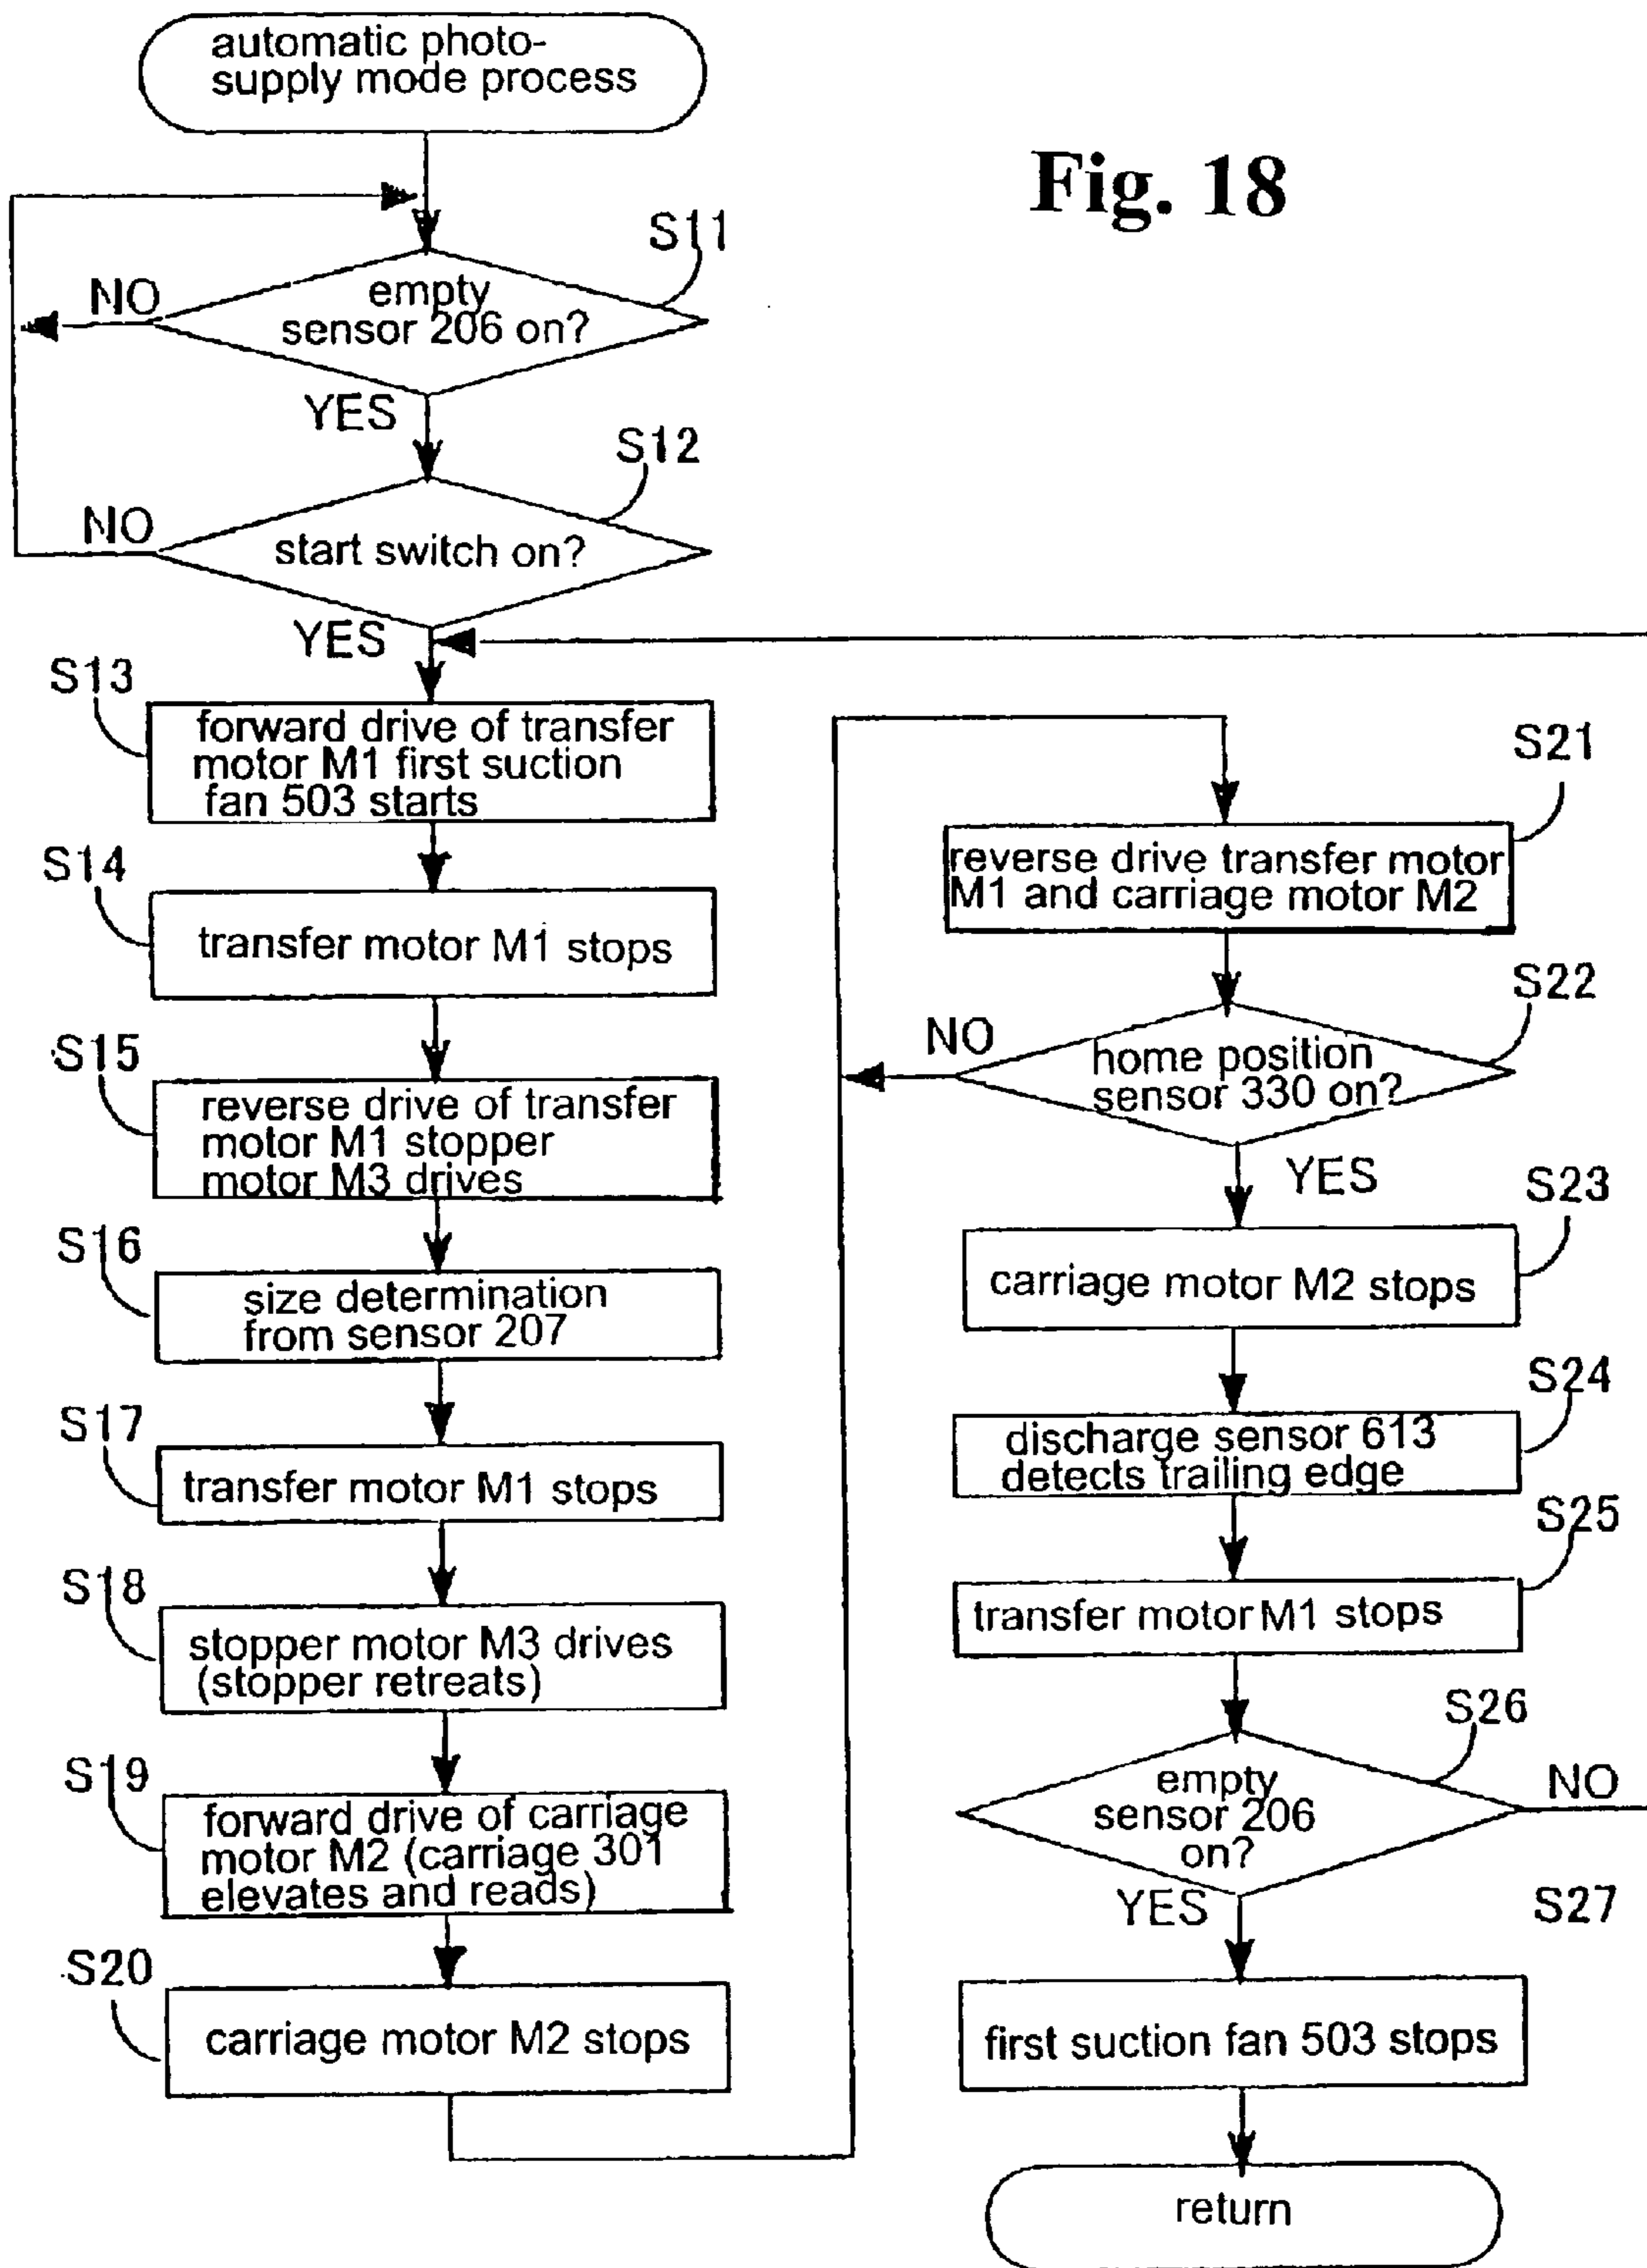 automatic photo-
supply mode process
Fig. 18
S11
empty
sensor 206 on?
NO
YES
S12
start switch on?
NO
YES
S13
forward drive of transfer
motor M1 first suction
fan 503 starts
S14
transfer motor M1 stops
S15
reverse drive of transfer
motor M1 stopper
motor M3 drives
S16
size determination
from sensor 207
S17
transfer motor M1 stops
S18
stopper motor M3 drives
(stopper retreats)
S19
forward drive of carriage
motor M2 (carriage 301
elevates and reads)
S20
carriage motor M2 stops
S21
reverse drive transfer motor
M1 and carriage motor M2
S22
home position
sensor 330 on?
NO
YES
S23
carriage motor M2 stops
S24
discharge sensor 613
detects trailing edge
S25
transfer motor M1 stops
S26
empty
sensor 206
on?
NO
YES
S27
first suction fan 503 stops
return